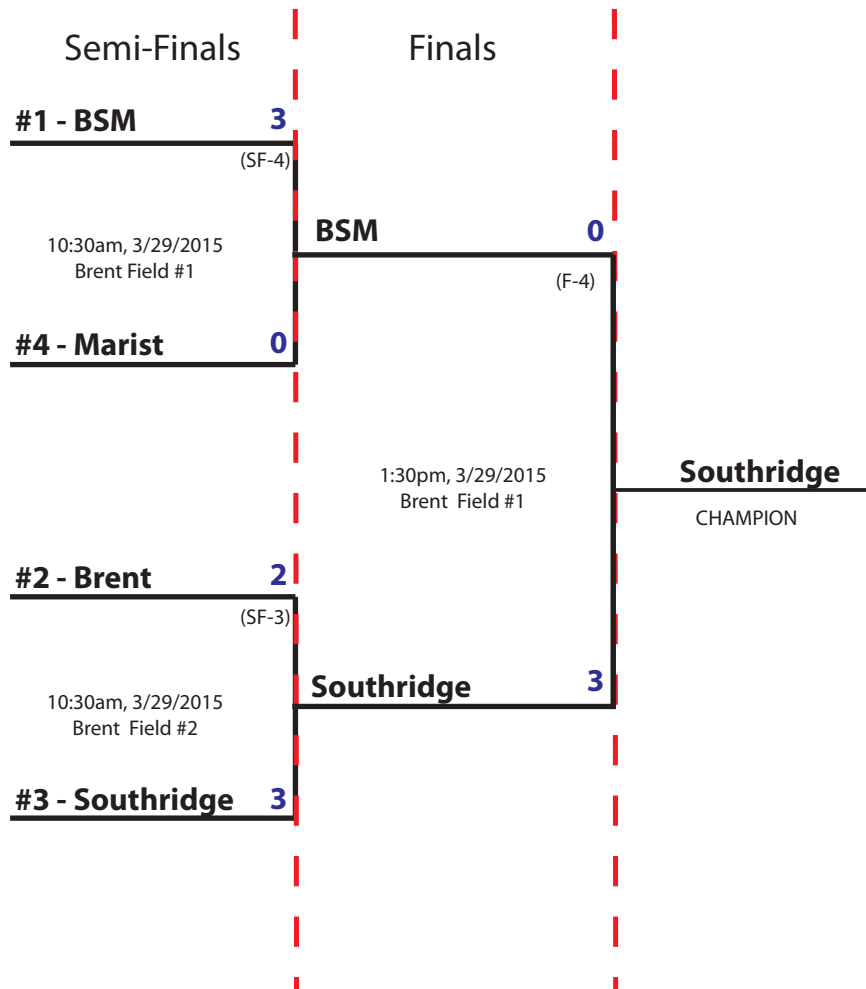 Semi-Finals
Finals
#1 - BSM 3
(SF-4)
10:30am, 3/29/2015
Brent Field #1
#4 - Marist 0
BSM 0
(F-4)
1:30pm, 3/29/2015
Brent Field #1
Southridge
CHAMPION
#2 - Brent 2
(SF-3)
10:30am, 3/29/2015
Brent Field #2
#3 - Southridge 3
Southridge 3